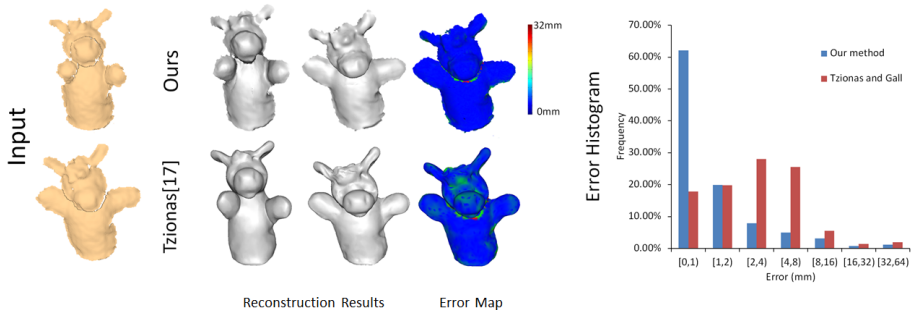 Input
Ours
Tzionas[17]
32mm
0mm
Reconstruction Results
Error Map
Error Histogram
Frequency
70.00%
60.00%
50.00%
40.00%
30.00%
20.00%
10.00%
0.00%
Our method
Tzionas and Gall
[0,1) [1,2) [2,4) [4,8) [8,16) [16,32) [32,64)
Error (mm)